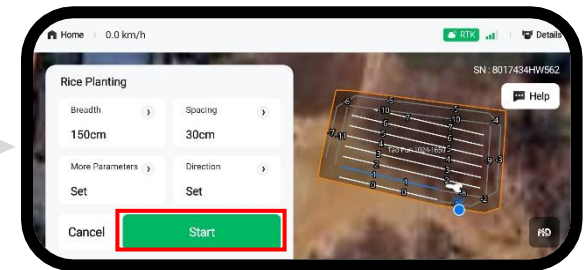 Home 0.0 km/h RTK Details
SN : 8017434HW562
Help
Rice Planting
Breadth Spacing
150cm 30cm
More Parameters Direction
Set Set
Cancel Start